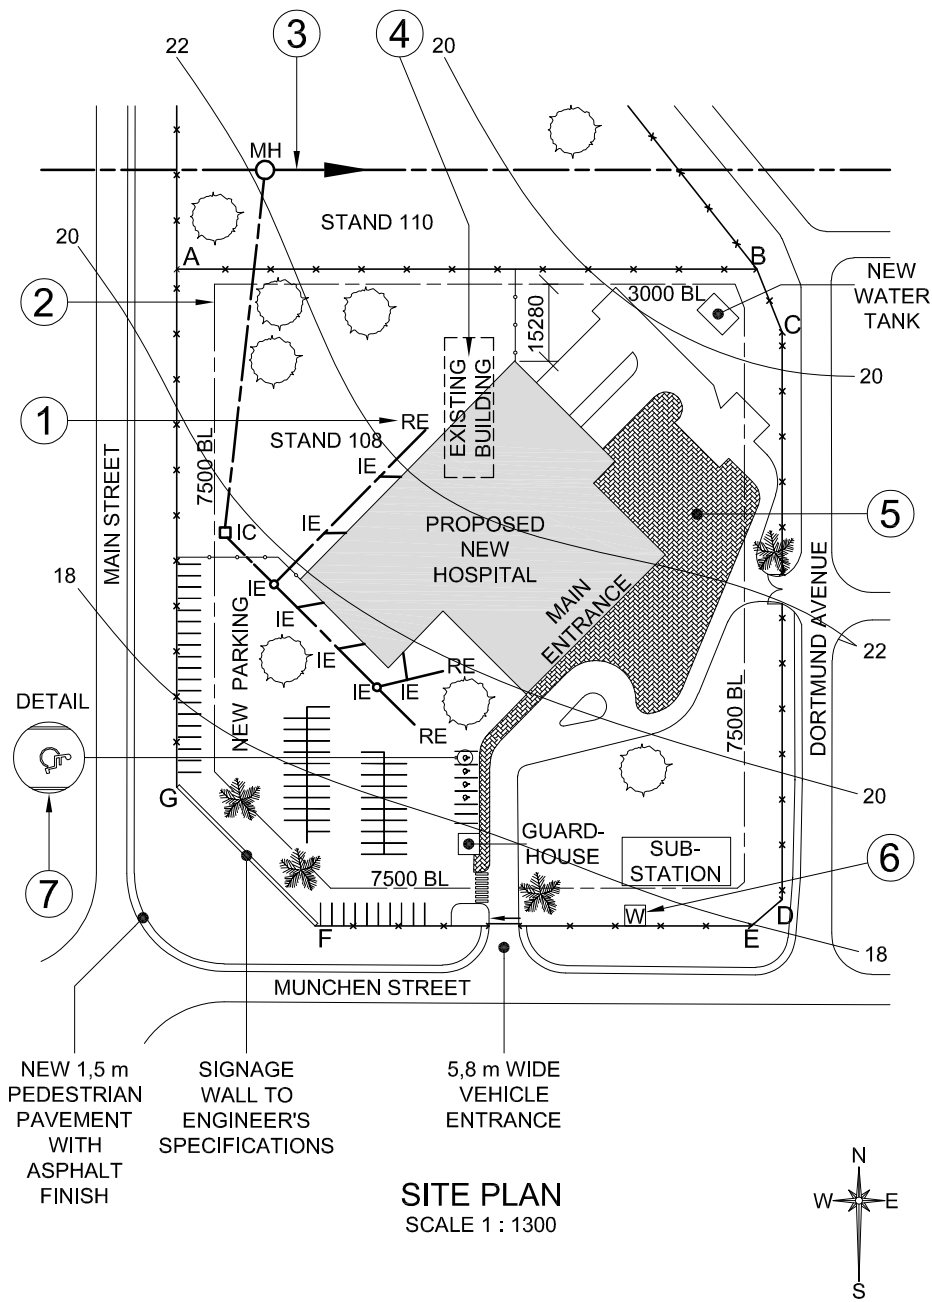 3
4
22
20
MH
STAND 110
20
A
B
2
3000 BL
NEW
WATER
TANK
C
15280
EXISTING
BUILDING
20
1
RE
STAND 108
IE
7500 BL
MAIN STREET
5
IE
PROPOSED
NEW
HOSPITAL
IC
18
IE
MAIN
ENTRANCE
DORTMUND AVENUE
IE
NEW PARKING
IE
RE
22
IE
IE
DETAIL
RE
7500 BL
G
20
GUARD-
HOUSE
SUB-
STATION
6
7
7500 BL
W
D
F
E
18
MUNCHEN STREET
NEW 1,5 m
PEDESTRIAN
PAVEMENT
WITH
ASPHALT
FINISH
SIGNAGE
WALL TO
ENGINEER'S
SPECIFICATIONS
5,8 m WIDE
VEHICLE
ENTRANCE
SITE PLAN
SCALE 1 : 1300
N
W
E
S